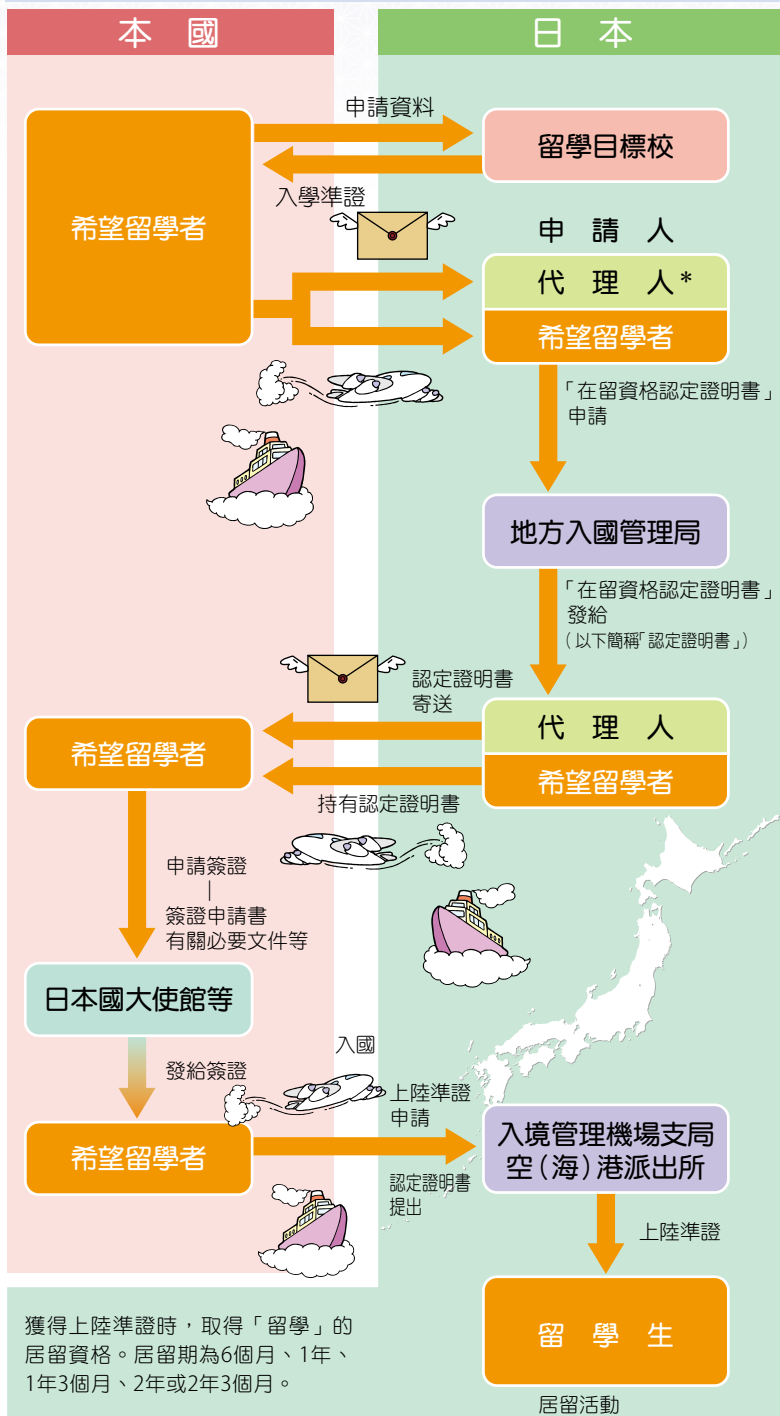 本國
日本
申請資料
留學目標校
入學準證
希望留學者
申請人
代理人*
希望留學者
「在留資格認定證明書」
申請
地方入國管理局
「在留資格認定證明書」
發給
（以下簡稱「認定證明書」）
認定證明書
寄送
代理人
希望留學者
希望留學者
持有認定證明書
申請簽證
｜
簽證申請書
有關必要文件等
日本國大使館等
發給簽證
入國
上陸準證
申請
希望留學者
入境管理機場支局
空（海）港派出所
認定證明書
提出
上陸準證
留學生
居留活動
獲得上陸準證時，取得「留學」的
居留資格。居留期為6個月、1年、
1年3個月、2年或2年3個月。